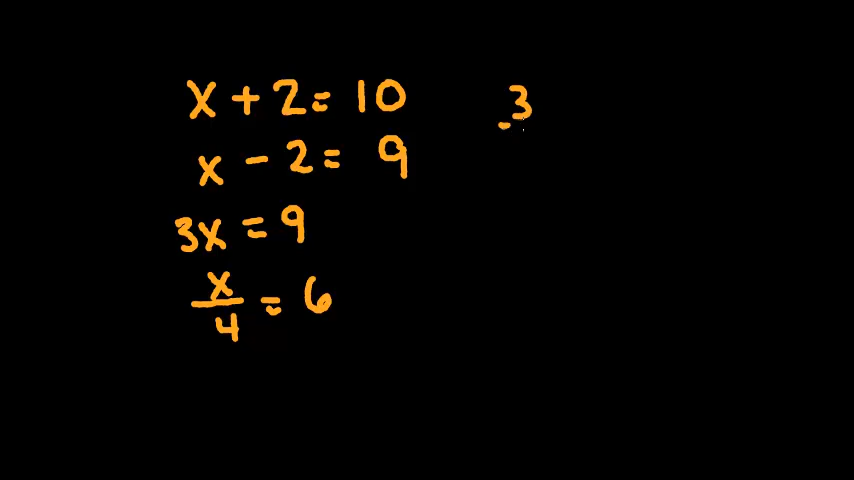 x + 2 = 10
x - 2 = 9
3x = 9
x/4 = 6
3